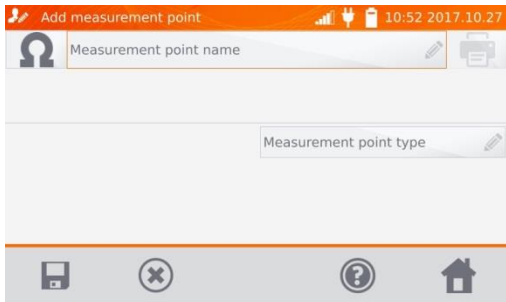 Add measurement point 10:52 2017.10.27
Ω Measurement point name
Measurement point type